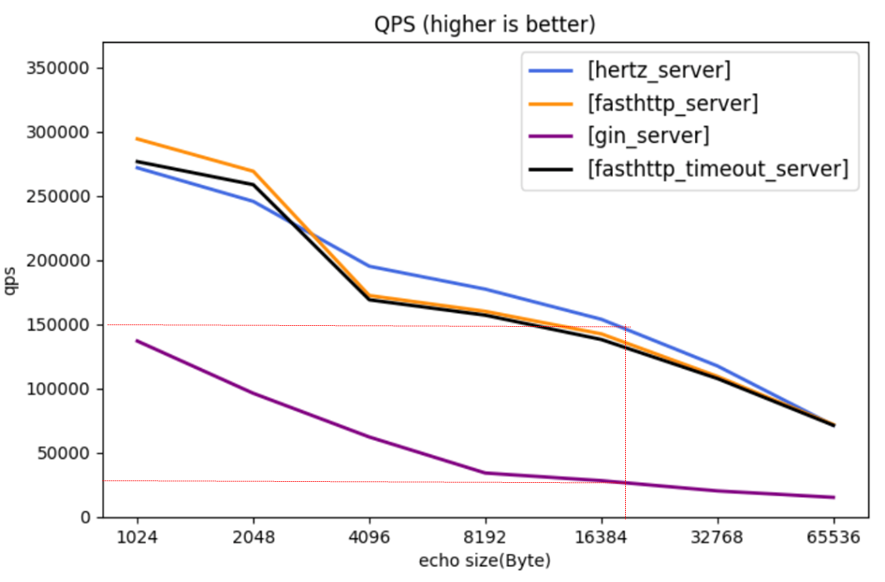 QPS (higher is better)
[hertz_server]
[fasthttp_server]
[gin_server]
[fasthttp_timeout_server]
350000
300000
250000
200000
150000
100000
50000
0
qps
1024 2048 4096 8192 16384 32768 65536
echo size(Byte)